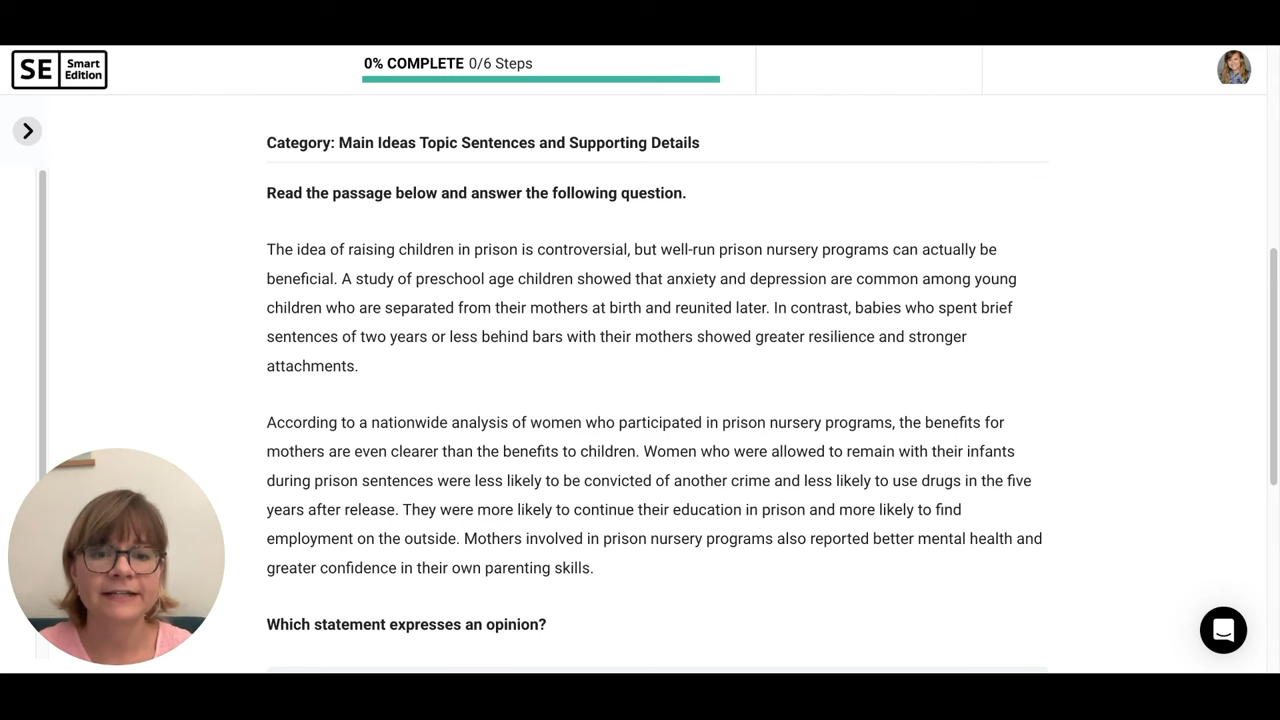 SE Smart
Edition
0% COMPLETE 0/6 Steps
Category: Main Ideas Topic Sentences and Supporting Details
Read the passage below and answer the following question.
The idea of raising children in prison is controversial, but well-run prison nursery programs can actually be
beneficial. A study of preschool age children showed that anxiety and depression are common among young
children who are separated from their mothers at birth and reunited later. In contrast, babies who spent brief
sentences of two years or less behind bars with their mothers showed greater resilience and stronger
attachments.
According to a nationwide analysis of women who participated in prison nursery programs, the benefits for
mothers are even clearer than the benefits to children. Women who were allowed to remain with their infants
during prison sentences were less likely to be convicted of another crime and less likely to use drugs in the five
years after release. They were more likely to continue their education in prison and more likely to find
employment on the outside. Mothers involved in prison nursery programs also reported better mental health and
greater confidence in their own parenting skills.
Which statement expresses an opinion?